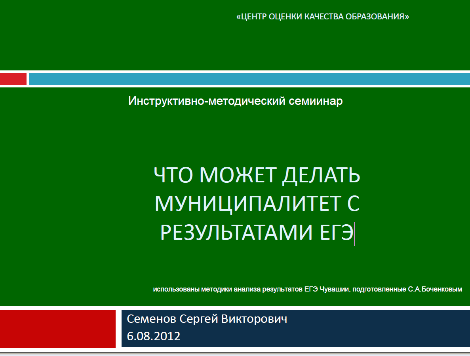 «ЦЕНТР ОЦЕНКИ КАЧЕСТВА ОБРАЗОВАНИЯ»
Инструктивно-методический семиинар
ЧТО МОЖЕТ ДЕЛАТЬ
МУНИЦИПАЛИТЕТ С
РЕЗУЛЬТАТАМИ ЕГЭ
использованы методики анализа результатов ЕГЭ Чувашии, подготовленные С.А.Боченковым
Семенов Сергей Викторович
6.08.2012